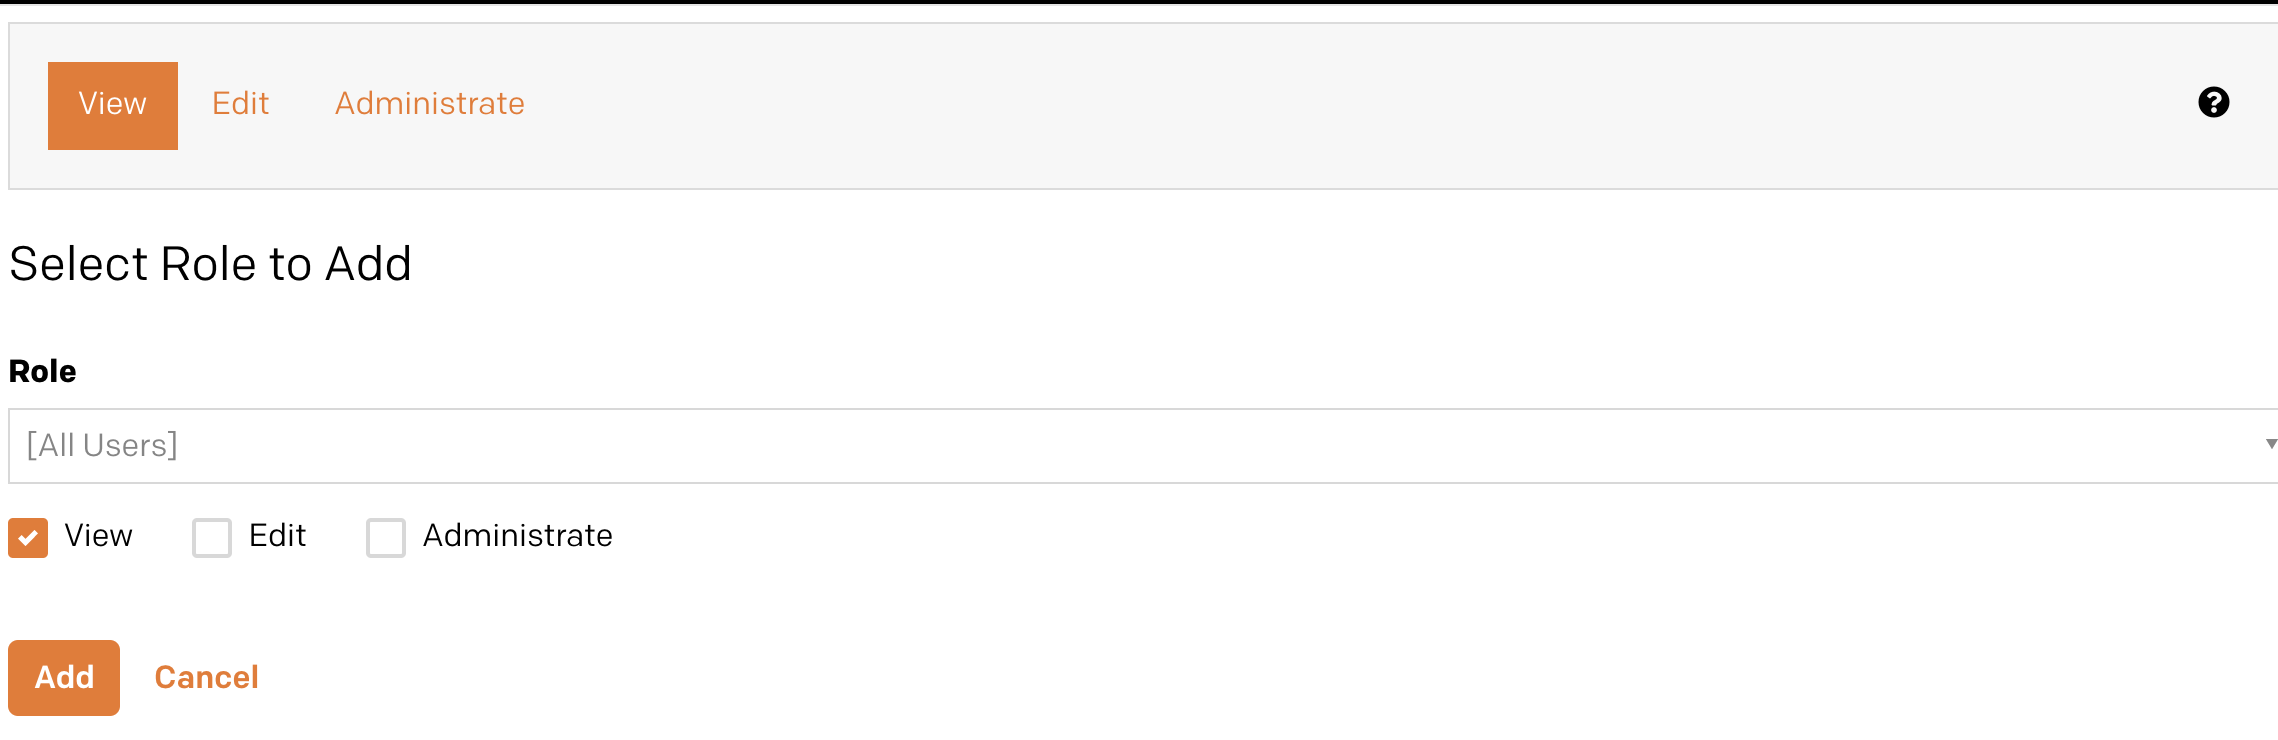 View Edit Administrate ?
Select Role to Add
Role
[All Users]
View Edit Administrate
Add Cancel